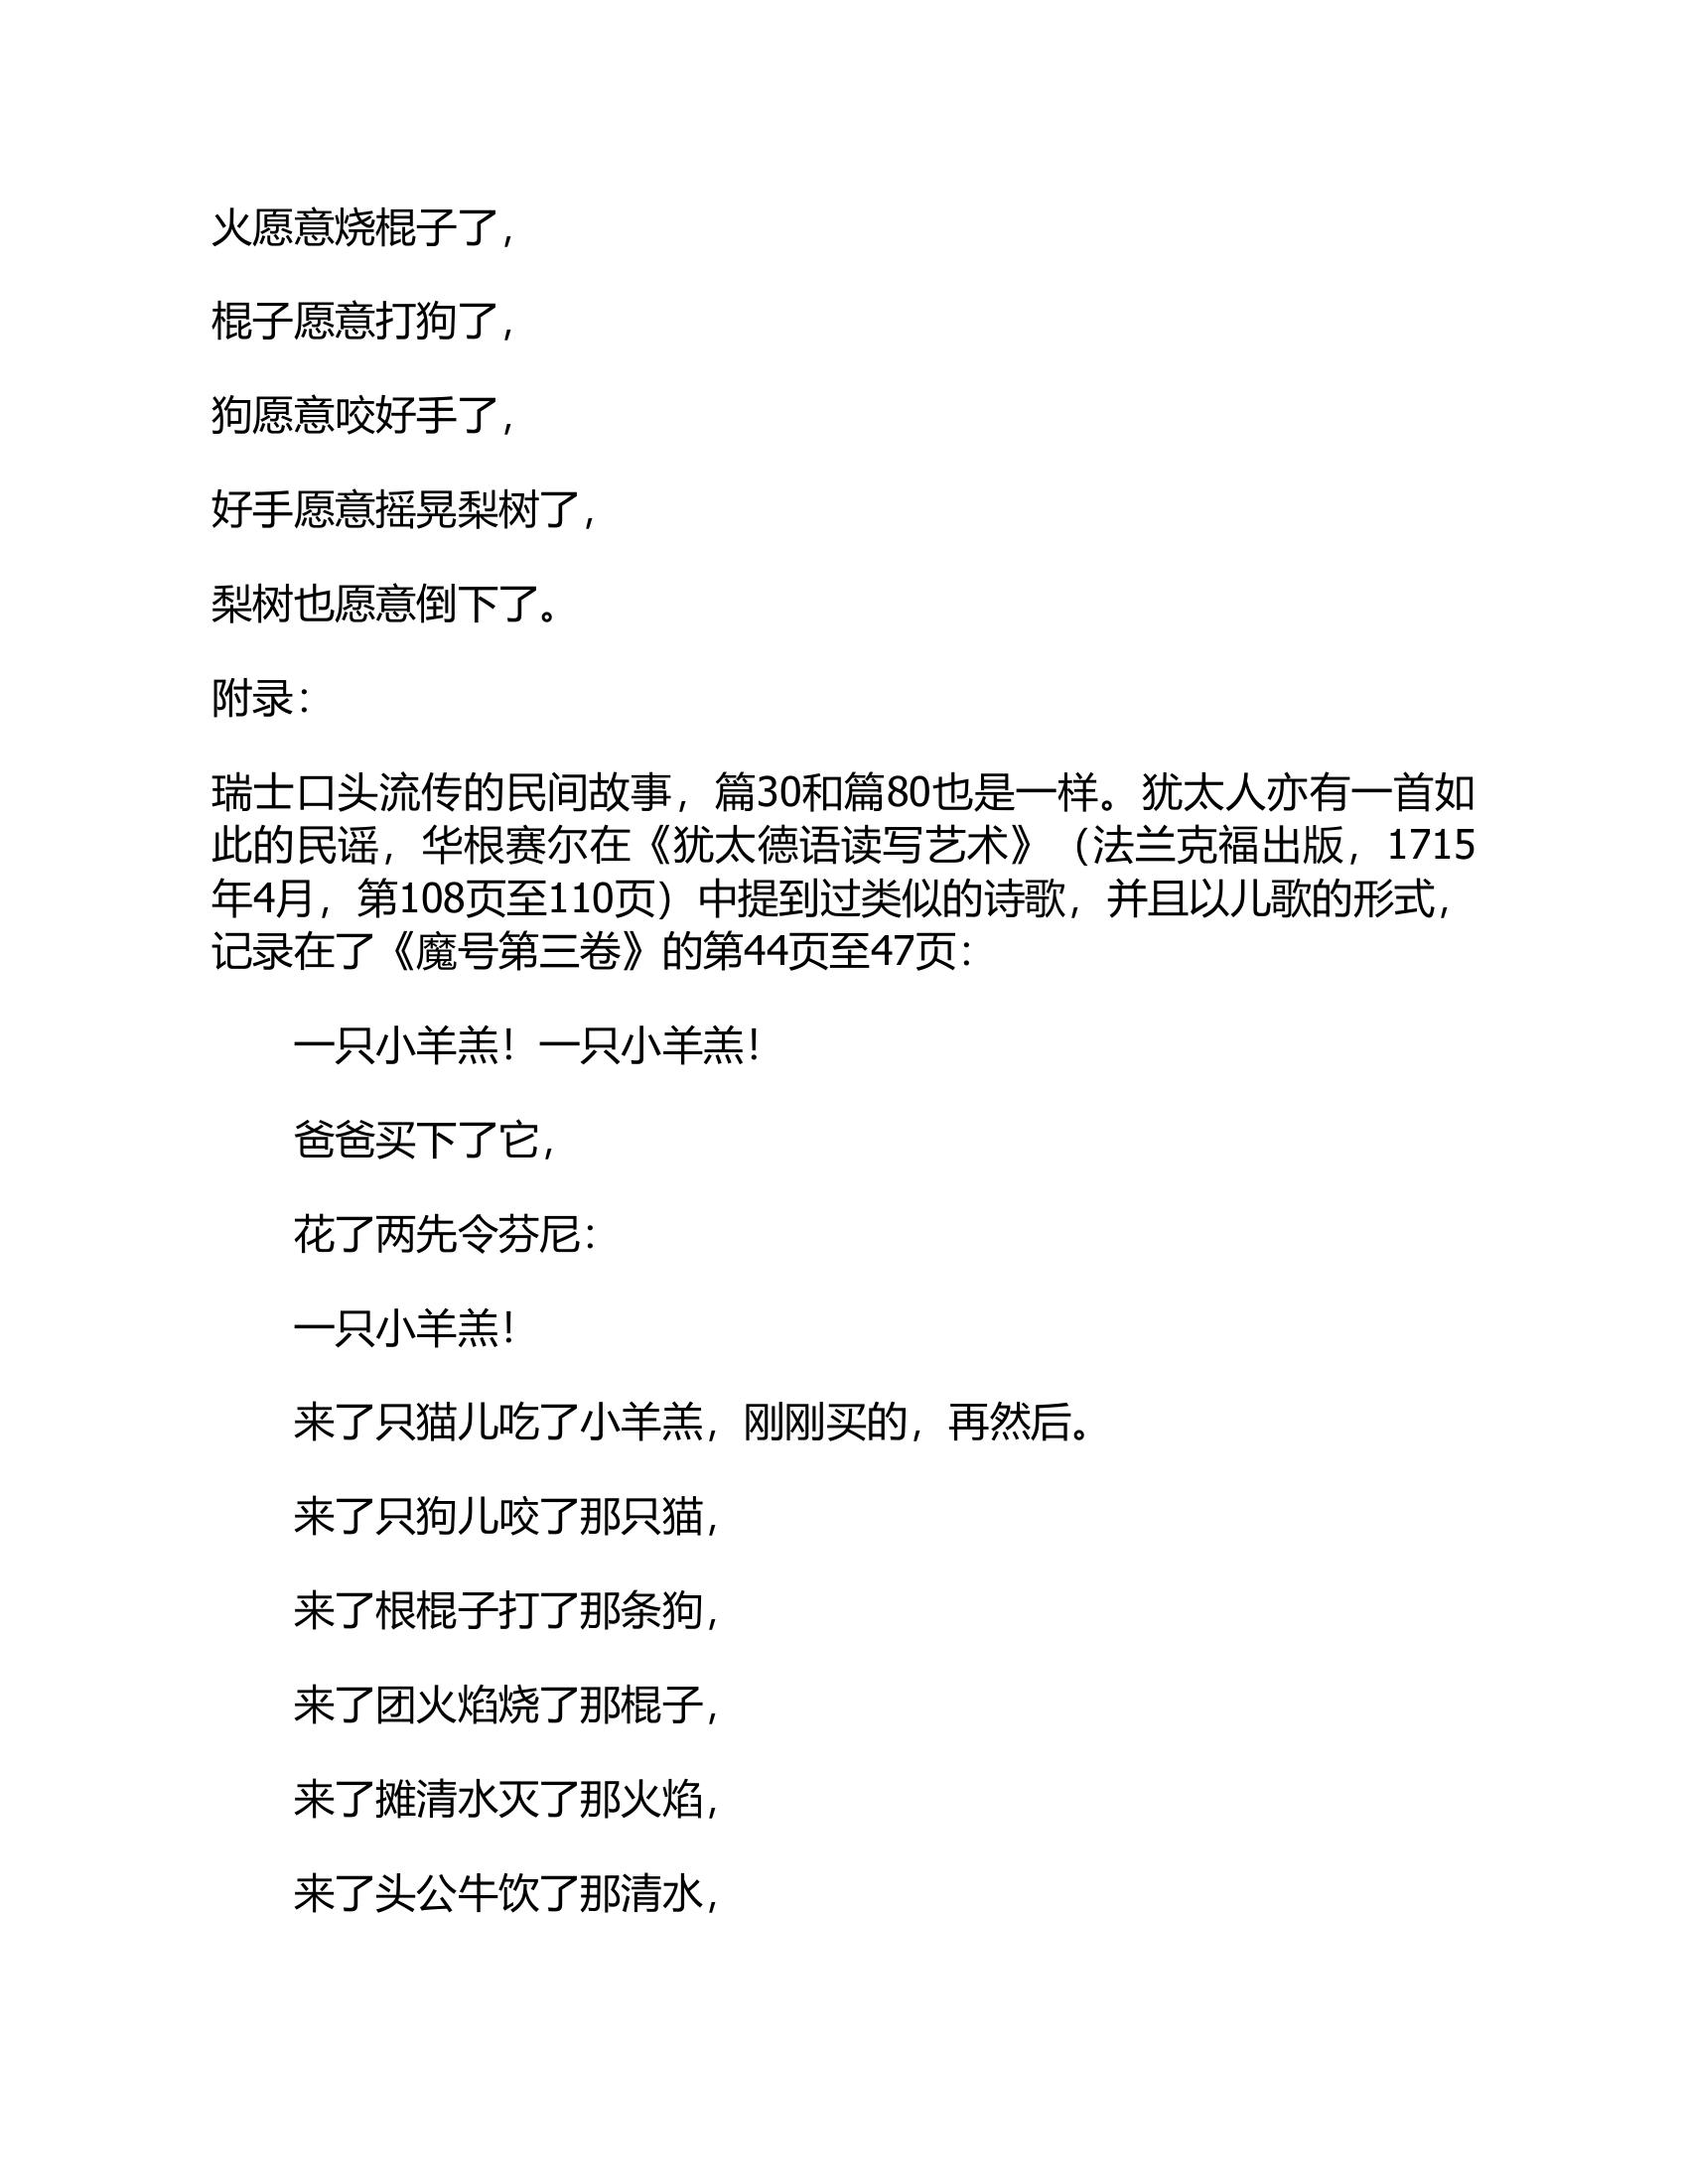 火愿意烧棍子了，
棍子愿意打狗了，
狗愿意咬好手了，
好手愿意摇晃梨树了，
梨树也愿意倒下了。
附录：
瑞士口头流传的民间故事，篇30和篇80也是一样。犹太人亦有一首如
此的民谣，华根赛尔在《犹太德语读写艺术》（法兰克福出版，1715
年4月，第108页至110页）中提到过类似的诗歌，并且以儿歌的形式，
记录在了《魔号第三卷》的第44页至47页：
一只小羊羔！一只小羊羔！
爸爸买下了它，
花了两先令芬尼：
一只小羊羔！
来了只猫儿吃了小羊羔，刚刚买的，再然后。
来了只狗儿咬了那只猫，
来了根棍子打了那条狗，
来了团火焰烧了那棍子，
来了摊清水灭了那火焰，
来了头公牛饮了那清水，